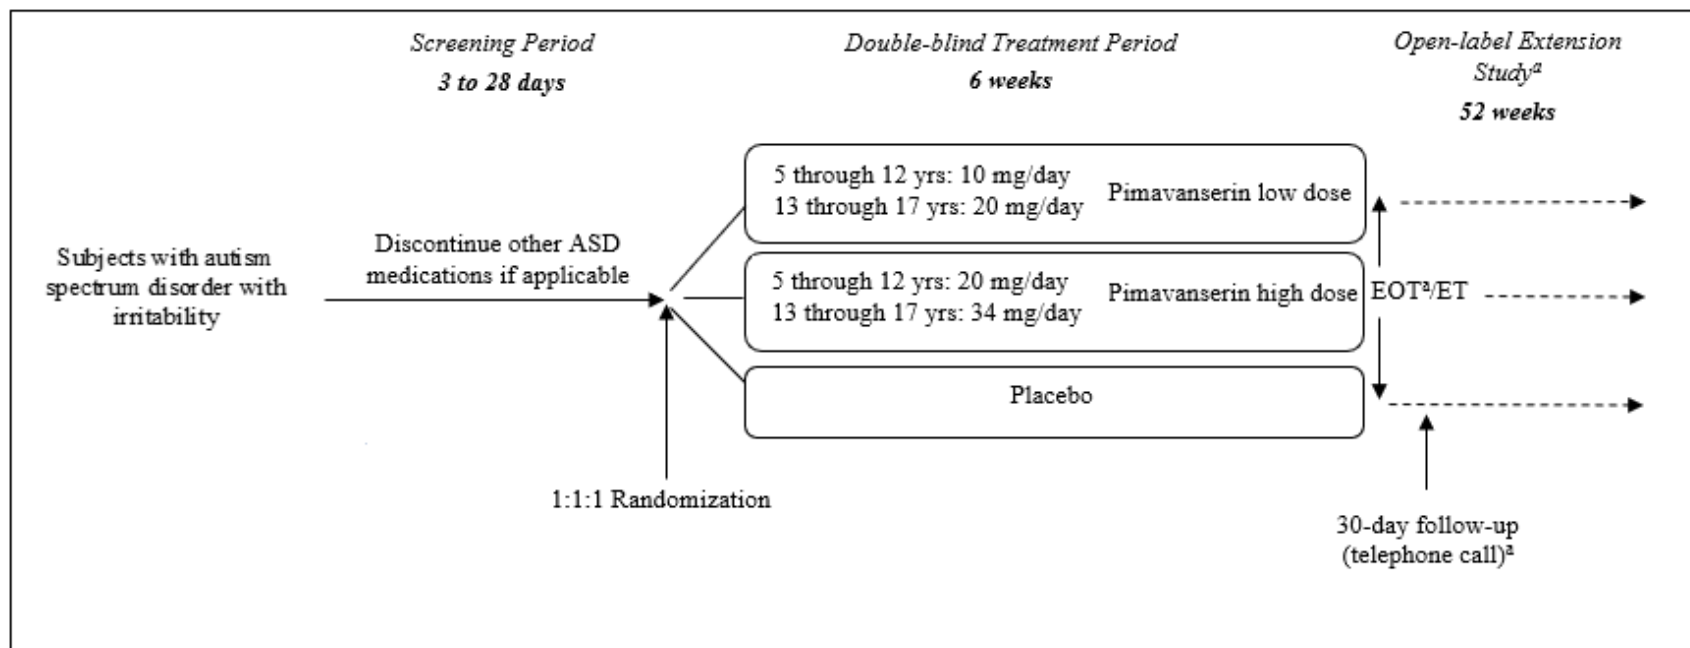 Screening Period
3 to 28 days
Double-blind Treatment Period
6 weeks
Open-label Extension
Studyᵃ
52 weeks
Subjects with autism
spectrum disorder with
irritability
Discontinue other ASD
medications if applicable
1:1:1 Randomization
5 through 12 yrs: 10 mg/day
13 through 17 yrs: 20 mg/day
Pimavanserin low dose
5 through 12 yrs: 20 mg/day
13 through 17 yrs: 34 mg/day
Pimavanserin high dose
Placebo
EOTᵃ/ET
30-day follow-up
(telephone call)ᵃ